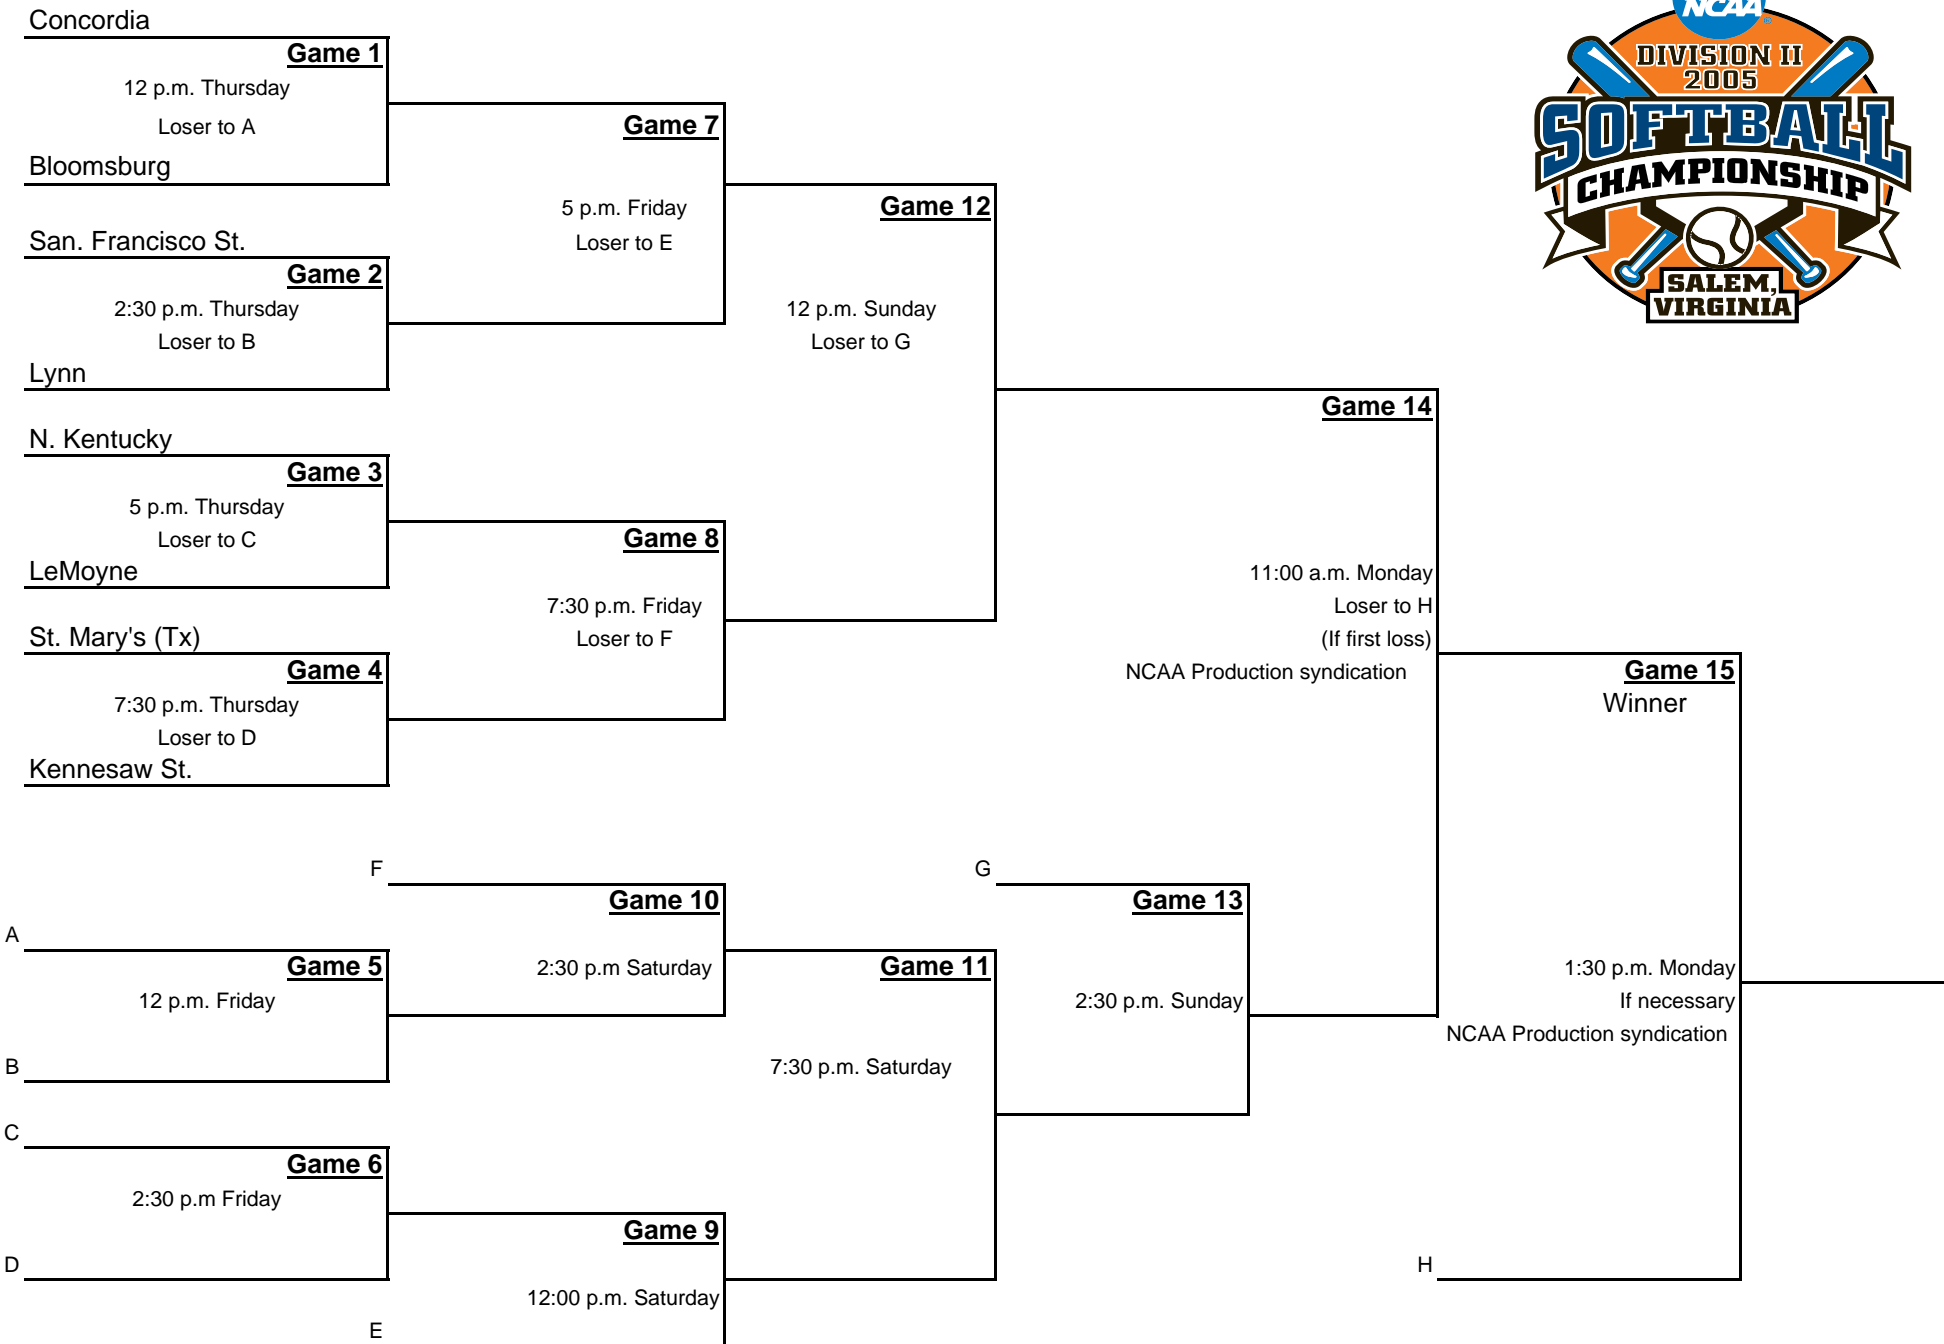 Concordia
Game 1
12 p.m. Thursday
Loser to A
Bloomsburg
San. Francisco St.
Game 2
2:30 p.m. Thursday
Loser to B
Lynn
N. Kentucky
Game 3
5 p.m. Thursday
Loser to C
LeMoyne
St. Mary's (Tx)
Game 4
7:30 p.m. Thursday
Loser to D
Kennesaw St.
Game 7
5 p.m. Friday
Loser to E
Game 8
7:30 p.m. Friday
Loser to F
Game 12
12 p.m. Sunday
Loser to G
Game 14
11:00 a.m. Monday
Loser to H
(If first loss)
NCAA Production syndication
NCAA
DIVISION II
2005
SOFTBALL
CHAMPIONSHIP
SALEM,
VIRGINIA
Game 15
Winner
1:30 p.m. Monday
If necessary
NCAA Production syndication
H
A
Game 5
12 p.m. Friday
B
C
Game 6
2:30 p.m Friday
D
F
Game 10
2:30 p.m Saturday
Game 9
12:00 p.m. Saturday
E
Game 11
7:30 p.m. Saturday
G
Game 13
2:30 p.m. Sunday